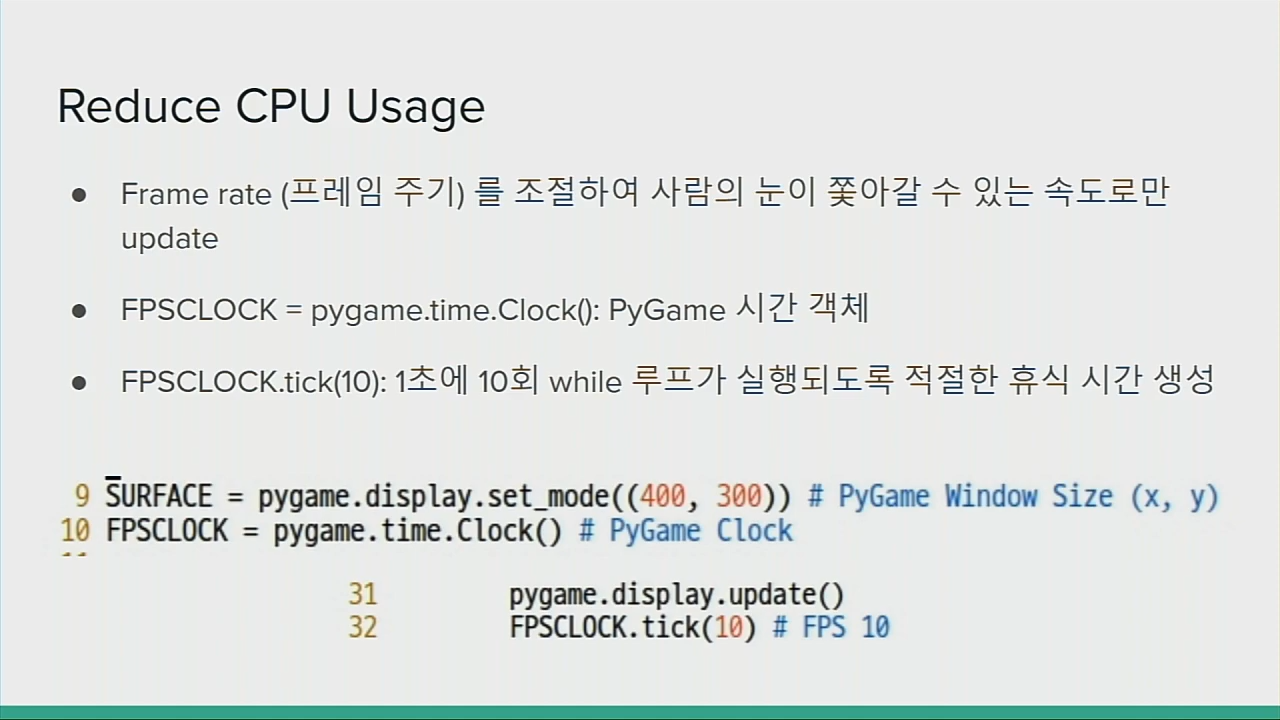 Reduce CPU Usage
● Frame rate (프레임 주기) 를 조절하여 사람의 눈이 쫓아갈 수 있는 속도로만
update
● FPSCLOCK = pygame.time.Clock(): PyGame 시간 객체
● FPSCLOCK.tick(10): 1초에 10회 while 루프가 실행되도록 적절한 휴식 시간 생성
9 SURFACE = pygame.display.set_mode((400, 300)) # PyGame Window Size (x, y)
10 FPSCLOCK = pygame.time.Clock() # PyGame Clock
31 pygame.display.update()
32 FPSCLOCK.tick(10) # FPS 10